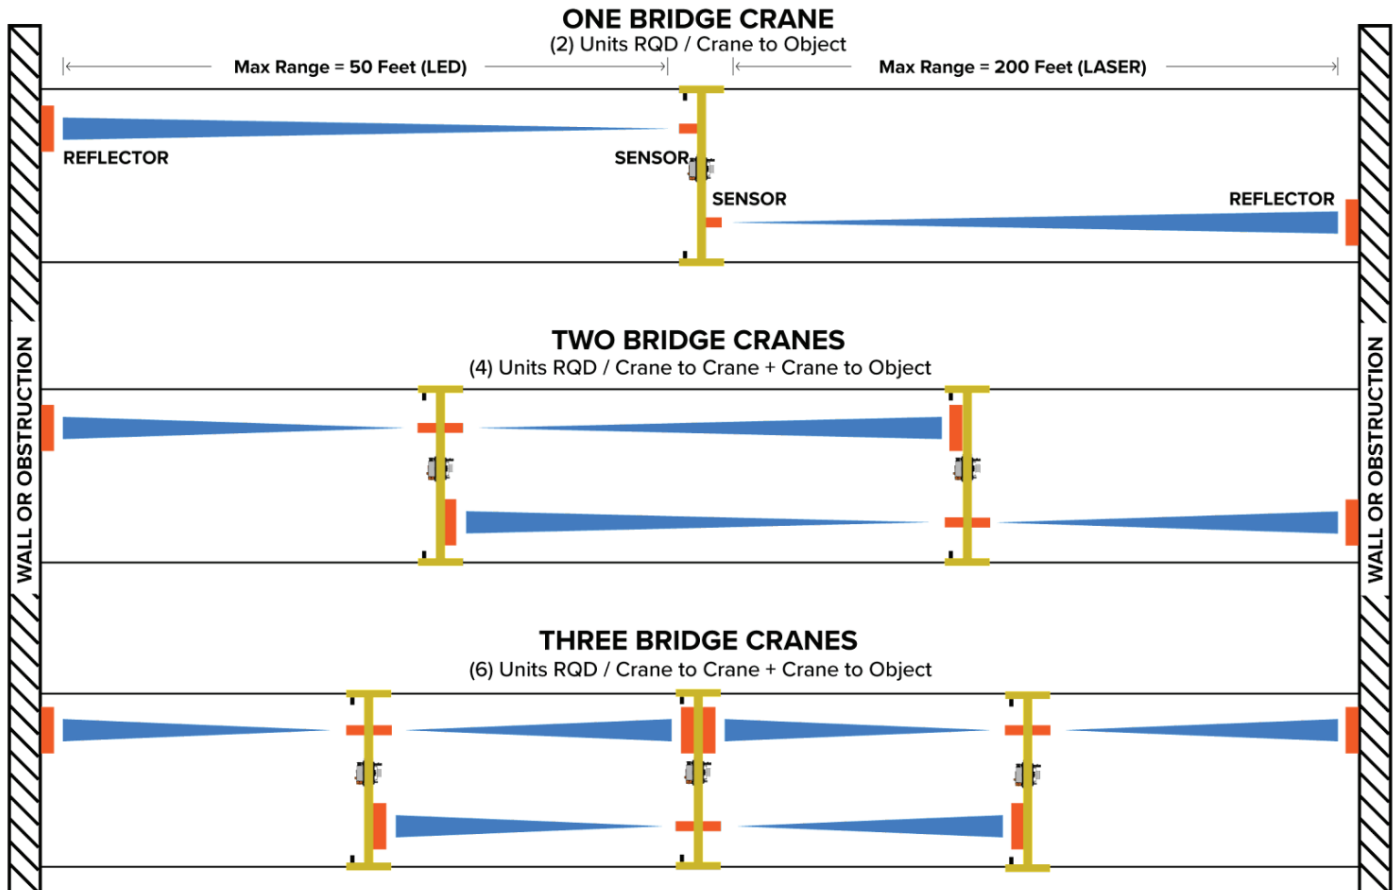 ONE BRIDGE CRANE
(2) Units RQD / Crane to Object
Max Range = 50 Feet (LED)
Max Range = 200 Feet (LASER)
REFLECTOR
SENSOR
SENSOR
REFLECTOR
WALL OR OBSTRUCTION
WALL OR OBSTRUCTION
TWO BRIDGE CRANES
(4) Units RQD / Crane to Crane + Crane to Object
THREE BRIDGE CRANES
(6) Units RQD / Crane to Crane + Crane to Object